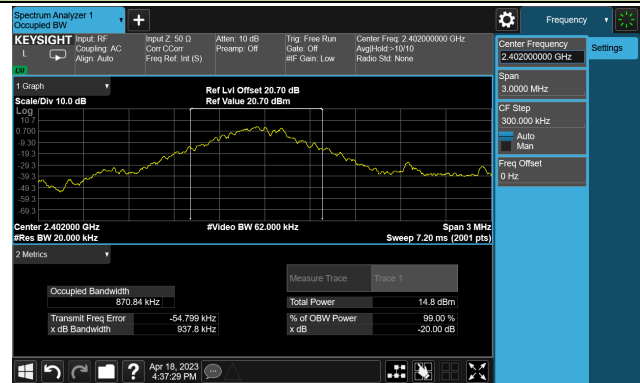 Spectrum Analyzer 1
Occupied BW
Frequency
KEYSIGHT
Input: RF
Coupling: AC
Align: Auto
Input Z: 50 Ω
Corr CCorr
Freq Ref: Int (S)
Atten: 10 dB
Preamp: Off
Trig: Free Run
Gate: Off
#IF Gain: Low
Center Freq: 2.402000000 GHz
Avg|Hold:>10/10
Radio Std: None
L
LXI
Center Frequency
2.402000000 GHz
Settings
Span
3.0000 MHz
CF Step
300.000 kHz
Auto
Man
Freq Offset
0 Hz
1 Graph
Scale/Div 10.0 dB
Ref Lvl Offset 20.70 dB
Ref Value 20.70 dBm
Log
10.7
0.700
-9.30
-19.3
-29.3
-39.3
-49.3
-59.3
-69.3
Center 2.402000 GHz
#Res BW 20.000 kHz
#Video BW 62.000 kHz
Span 3 MHz
Sweep 7.20 ms (2001 pts)
2 Metrics
Measure Trace
Trace 1
Occupied Bandwidth
870.84 kHz
Total Power
14.8 dBm
Transmit Freq Error
-54.799 kHz
% of OBW Power
99.00 %
x dB Bandwidth
937.8 kHz
x dB
-20.00 dB
Apr 18, 2023
4:37:29 PM